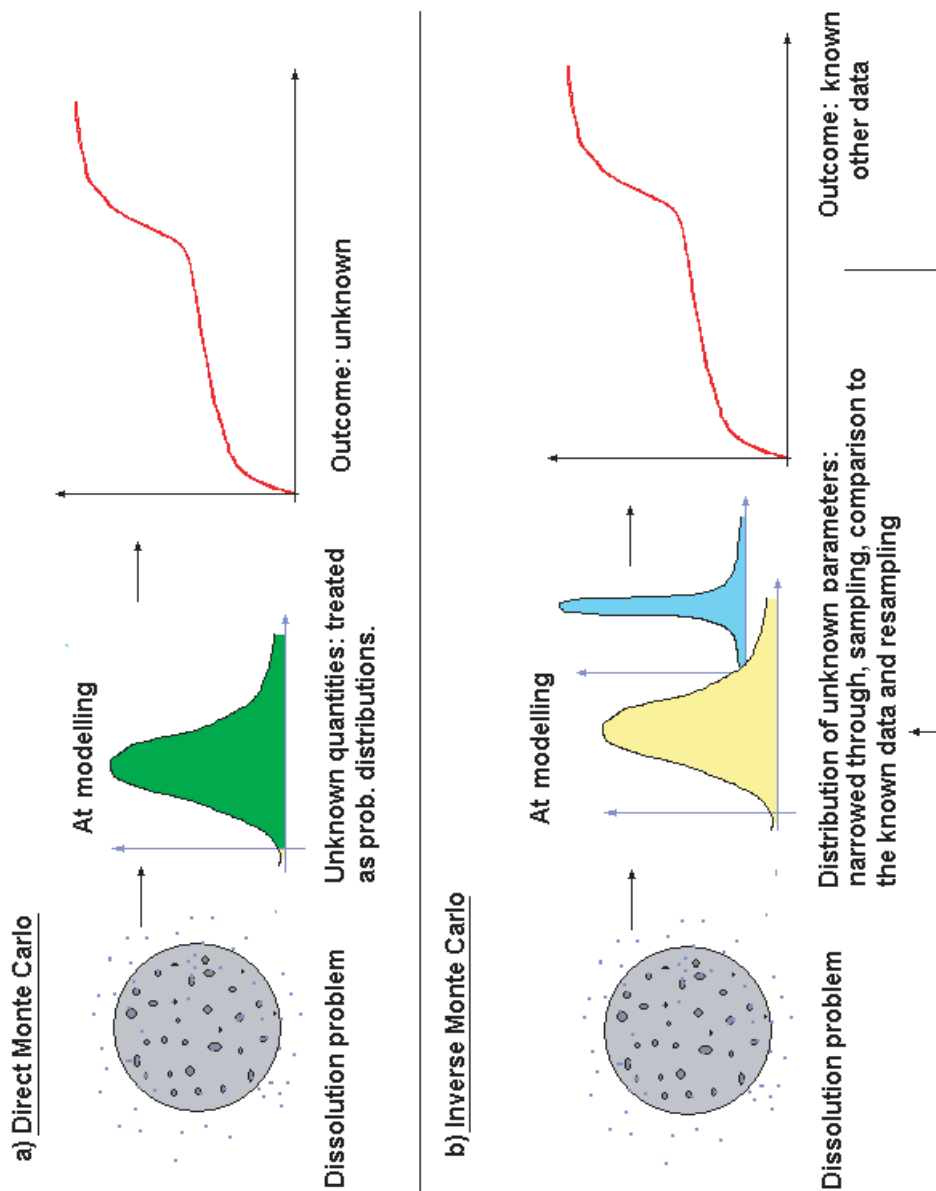 a) Direct Monte Carlo
At modelling
Dissolution problem
Unknown quantities: treated
as prob. distributions.
Outcome: unknown
b) Inverse Monte Carlo
At modelling
Dissolution problem
Distribution of unknown barameters:
narrowed through, sampling, comparison to
the known data and resampling
Outcome: known
other data